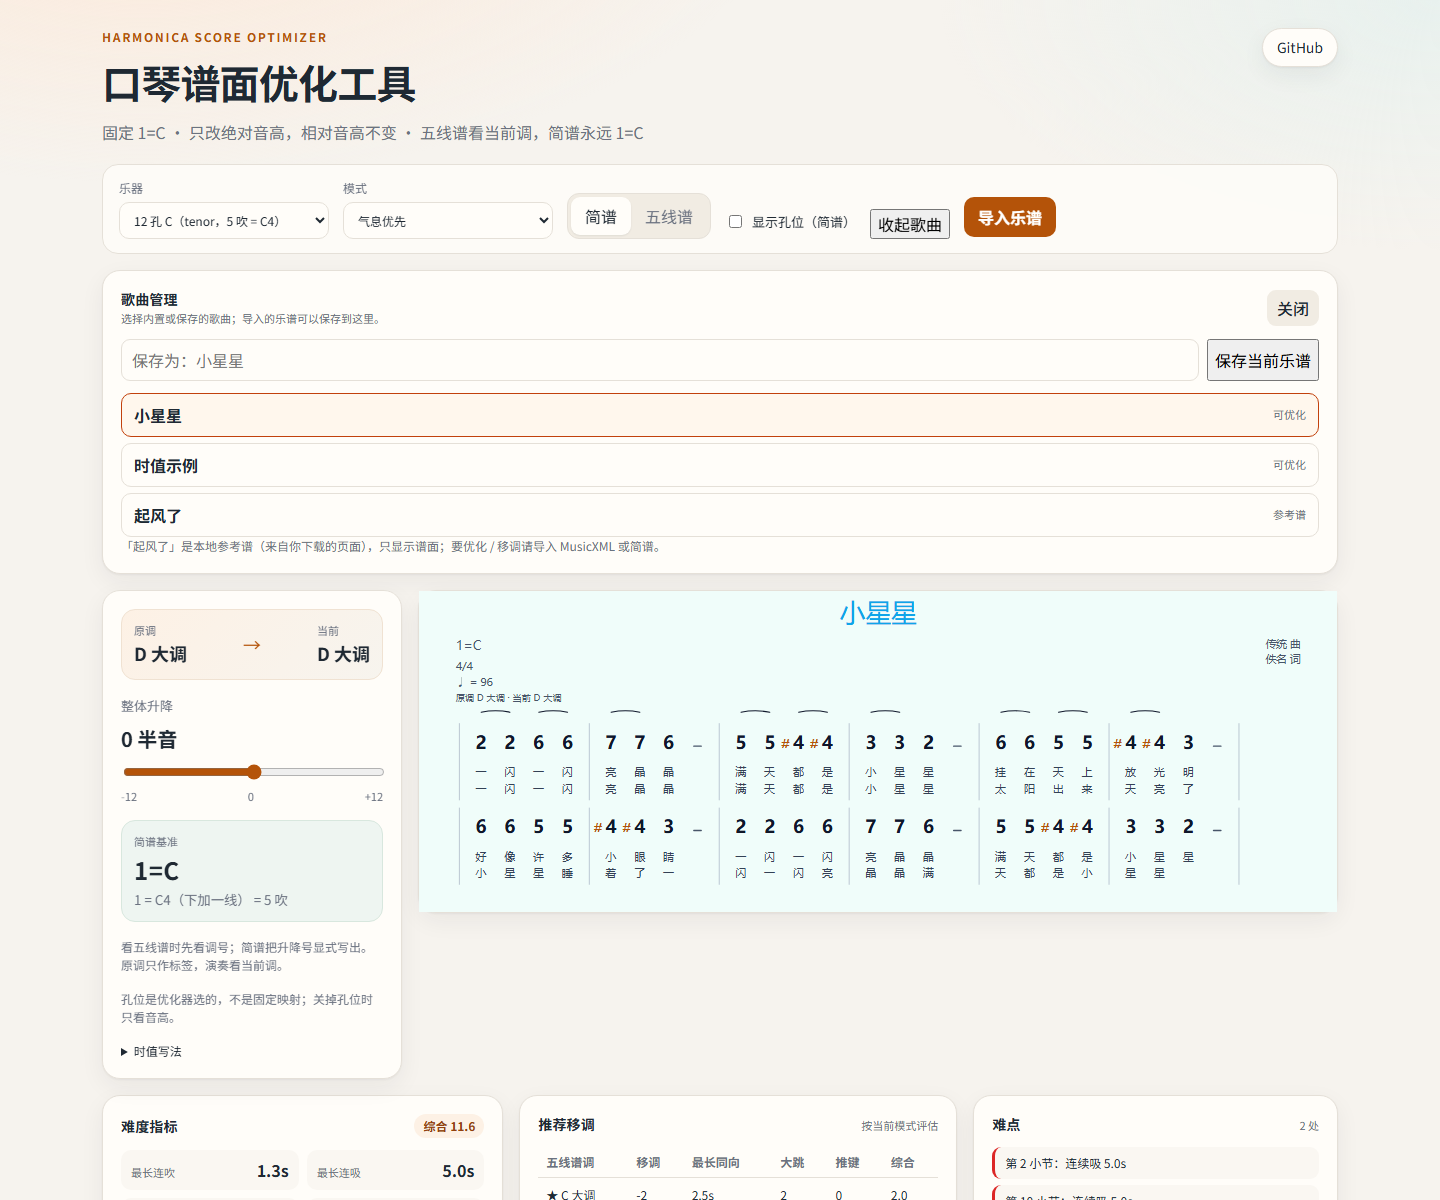 HARMONICA SCORE OPTIMIZER
GitHub
口琴谱面优化工具
固定 1=C · 只改绝对音高，相对音高不变 · 五线谱看当前调，简谱永远 1=C
乐器
模式
12 孔 C（tenor，5 吹 = C4）
气息优先
简谱
五线谱
显示孔位（简谱）
收起歌曲
导入乐谱
歌曲管理
选择内置或保存的歌曲；导入的乐谱可以保存到这里。
关闭
保存为：小星星
保存当前乐谱
小星星
可优化
时值示例
可优化
起风了
参考谱
「起风了」是本地参考谱（来自你下载的页面），只显示谱面；要优化 / 移调请导入 MusicXML 或简谱。
原调
D 大调
→
当前
D 大调
整体升降
0 半音
-12
0
+12
简谱基准
1=C
1 = C4（下加一线） = 5 吹
看五线谱时先看调号；简谱把升降号显式写出。
原调只作标签，演奏看当前调。
孔位是优化器选的，不是固定映射；关掉孔位时
只看音高。
▶ 时值写法
小星星
1=C
4/4
♩ = 96
原调 D 大调 · 当前 D 大调
传统 曲
佚名 词
2 2 6 6 7 7 6 – 5 5 #4 #4 3 3 2 – 6 6 5 5 #4 #4 3 –
一 闪 一 闪 亮 晶 晶 满 天 都 是 小 星 星 挂 在 天 上 放 光 明
一 闪 一 闪 亮 晶 晶 满 天 都 是 小 星 星 太 阳 出 来 天 亮 了
6 6 5 5 #4 #4 3 – 2 2 6 6 7 7 6 – 5 5 #4 #4 3 3 2 –
好 像 许 多 小 眼 睛 一 闪 一 闪 亮 晶 晶 满 天 都 是 小 星 星
小 星 星 睡 着 了 一 闪 一 闪 亮 晶 晶 满 天 都 是 小 星 星
难度指标
综合 11.6
最长连吹
1.3s
最长连吸
5.0s
推荐移调
按当前模式评估
五线谱调 移调 最长同向 大跳 推键 综合
★ C 大调 -2 2.5s 2 0 2.0
难点
2 处
第 2 小节：连续吸 5.0s
第 10 小节：连续吸 5.0s